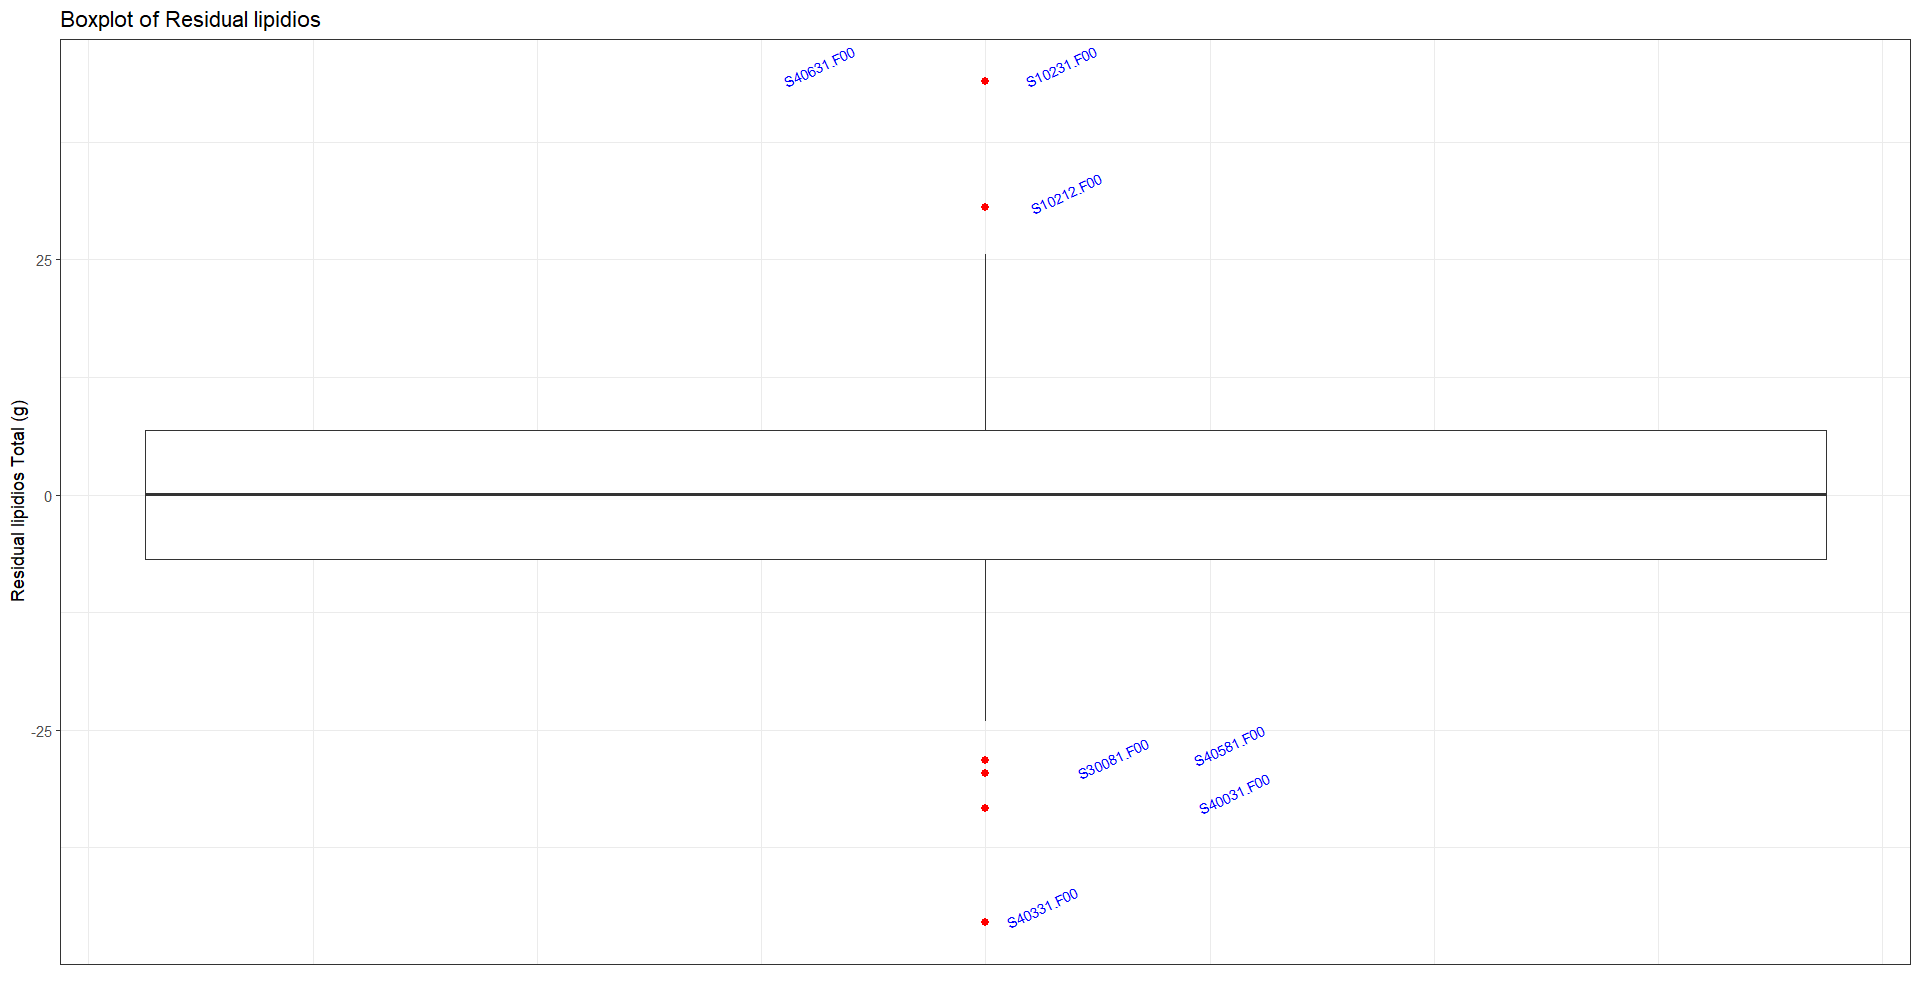 Boxplot of Residual lipidios
S40631.F00
S10231.F00
S10212.F00
25
Residual lipidios Total (g)
0
-25
S30081.F00
S40581.F00
S40031.F00
S40331.F00